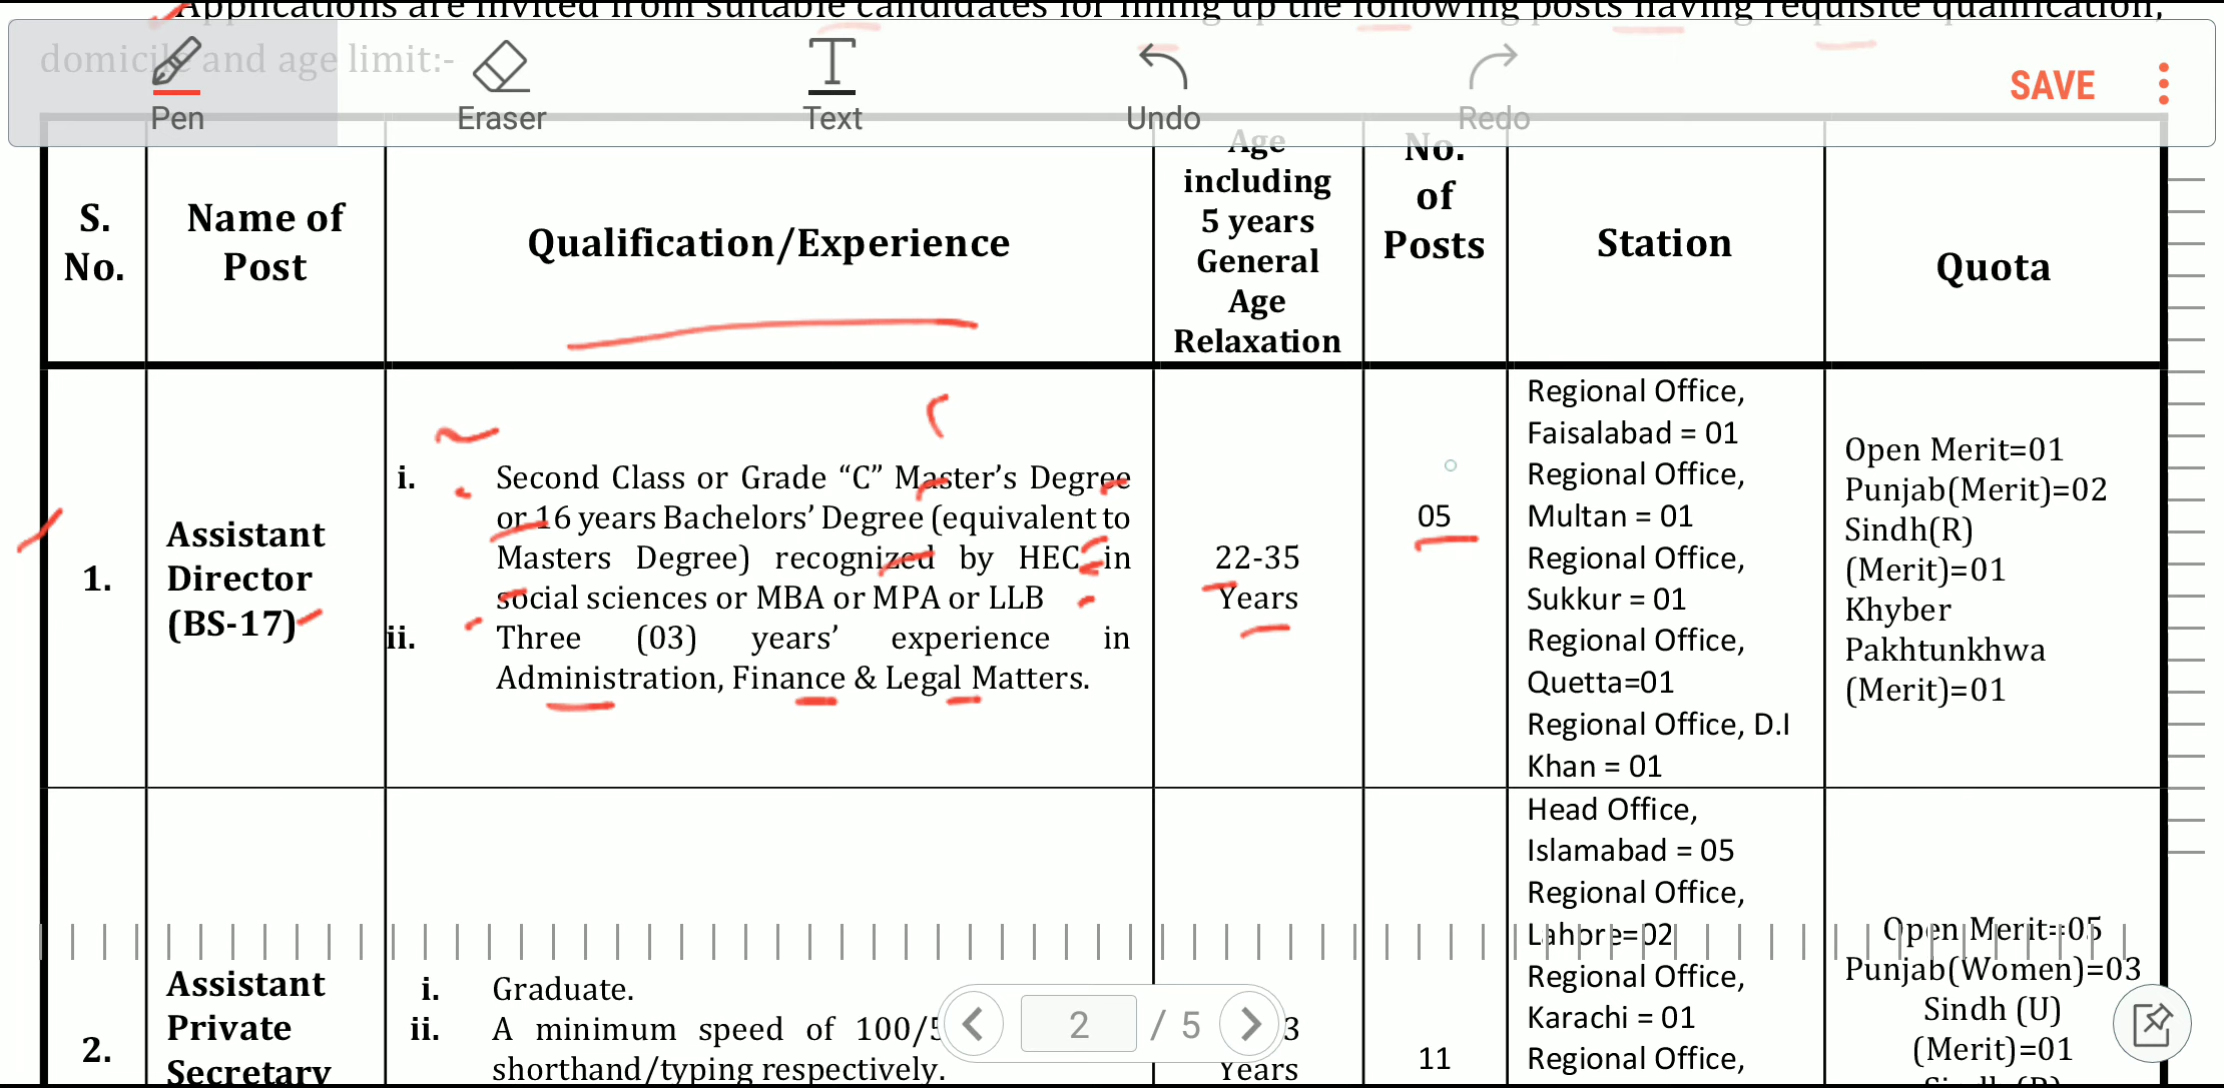 Applications are invited from suitable candidates for filling up the following posts having requisite qualification,
domicile and age limit:-
Pen
Eraser
Text
Undo
Redo
SAVE
S.
No.
Name of
Post
Qualification/Experience
Age
including
5 years
General
Age
Relaxation
No.
of
Posts
Station
Quota
1.
Assistant
Director
(BS-17)
i. Second Class or Grade “C” Master’s Degree
or 16 years Bachelors’ Degree (equivalent to
Masters Degree) recognized by HEC in
social sciences or MBA or MPA or LLB
ii. Three (03) years’ experience in
Administration, Finance & Legal Matters.
22-35
Years
05
Regional Office,
Faisalabad = 01
Regional Office,
Multan = 01
Regional Office,
Sukkur = 01
Regional Office,
Quetta=01
Regional Office, D.I
Khan = 01
Open Merit=01
Punjab(Merit)=02
Sindh(R)
(Merit)=01
Khyber
Pakhtunkhwa
(Merit)=01
2.
Assistant
Private
Secretary
i. Graduate.
ii. A minimum speed of 100/5
shorthand/typing respectively.
3
Years
11
Head Office,
Islamabad = 05
Regional Office,
Lahore=02
Regional Office,
Karachi = 01
Regional Office,
Open Merit=05
Punjab(Women)=03
Sindh (U)
(Merit)=01
2 / 5